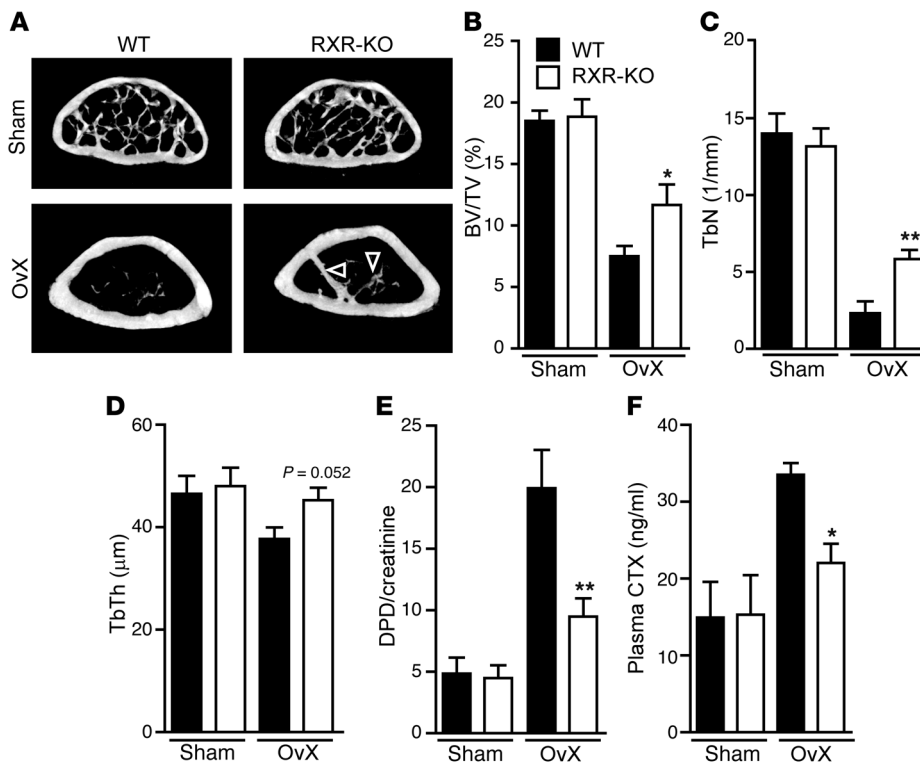 A
WT
RXR-KO
Sham
OvX
B
BV/TV (%)
25
20
15
10
5
0
WT
RXR-KO
*
Sham
OvX
C
TbN (1/mm)
20
15
10
5
0
**
Sham
OvX
D
TbTh (μm)
60
40
20
0
P = 0.052
Sham
OvX
E
DPD/creatinine
25
20
15
10
5
0
**
Sham
OvX
F
Plasma CTX (ng/ml)
40
30
20
10
0
*
Sham
OvX